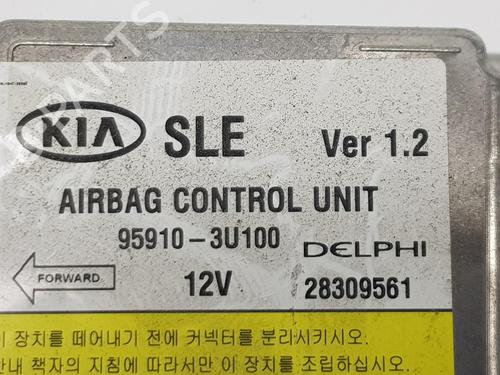 KIA SLE Ver 1.2
AIRBAG CONTROL UNIT
95910-3U100 DELPHI
FORWARD 12V 28309561
이 장치를 떼어내기 전에 커넥터를 분리시키시오.
안내 책자의 지침에 따라서만 이 장치를 조립하십시오